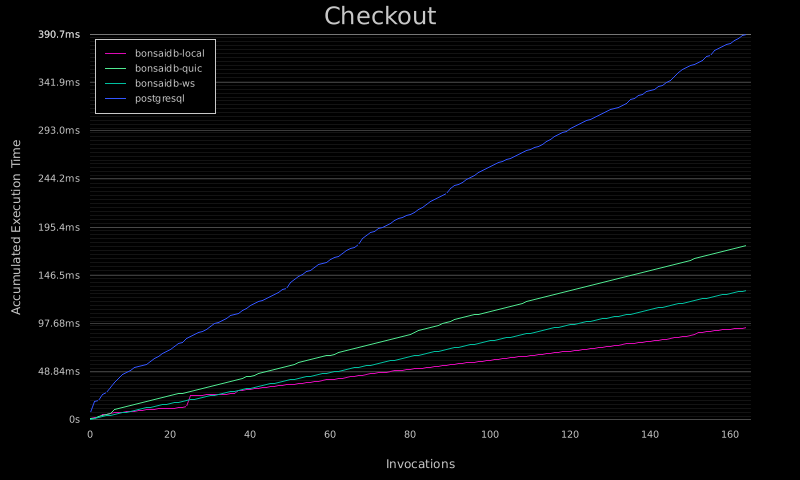 Checkout
390.7ms
bonsaidb-local
bonsaidb-quic
bonsaidb-ws
postgresql
341.9ms
293.0ms
244.2ms
195.4ms
146.5ms
97.68ms
48.84ms
0s
Accumulated Execution Time
0 20 40 60 80 100 120 140 160
Invocations